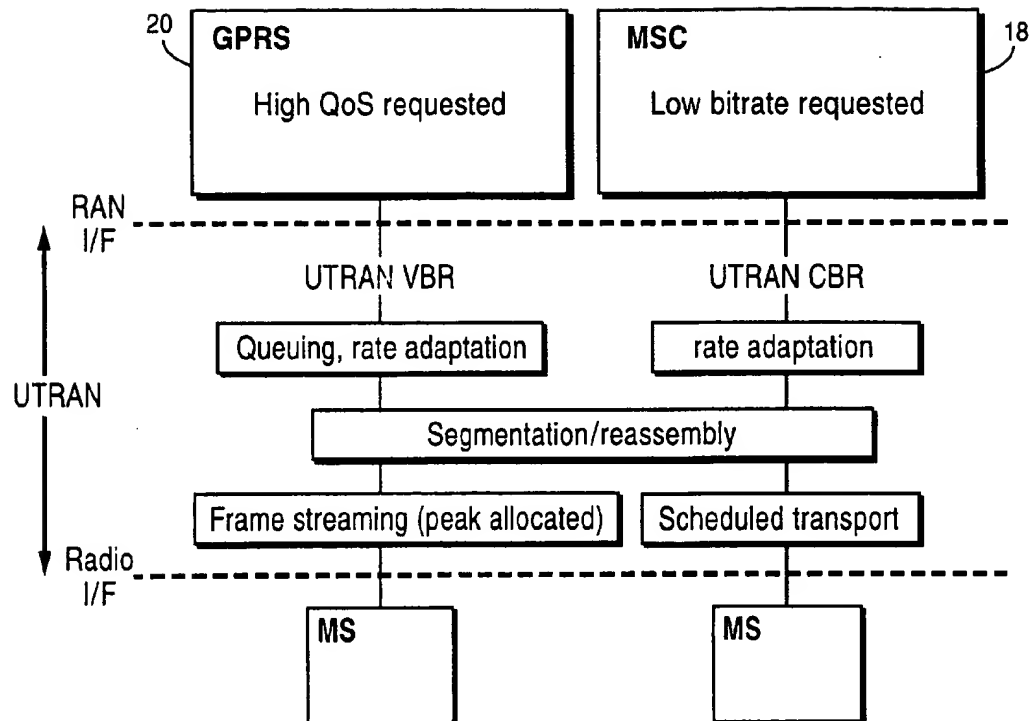 20
GPRS
High QoS requested
MSC
Low bitrate requested
18
RAN
I/F
UTRAN VBR
UTRAN CBR
Queuing, rate adaptation
rate adaptation
UTRAN
Segmentation/reassembly
Frame streaming (peak allocated)
Scheduled transport
Radio
I/F
MS
MS